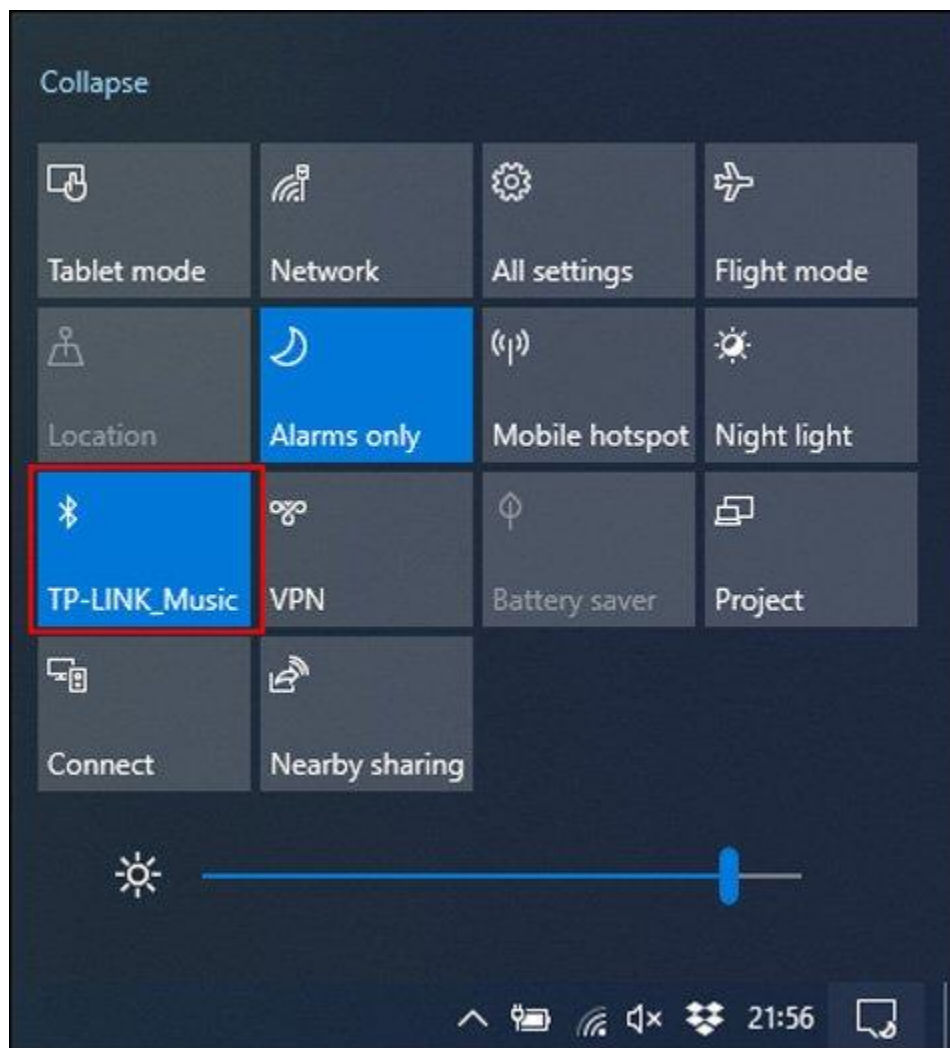 Collapse
Tablet mode
Network
All settings
Flight mode
Location
Alarms only
Mobile hotspot
Night light
TP-LINK_Music
VPN
Battery saver
Project
Connect
Nearby sharing
21:56